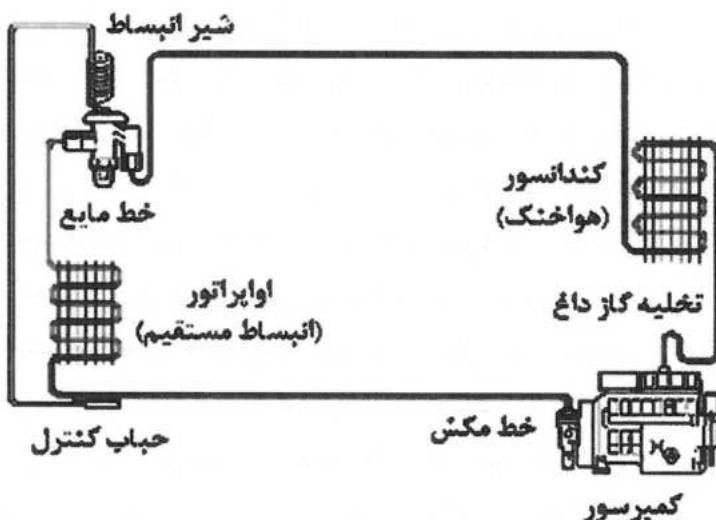 شیر انبساط
کندانسور
(هواخنک)
خط مایع
اواپراتور
(انبساط مستقیم)
تخلیه گاز داغ
خط مکش
حباب کنترل
کمپرسور